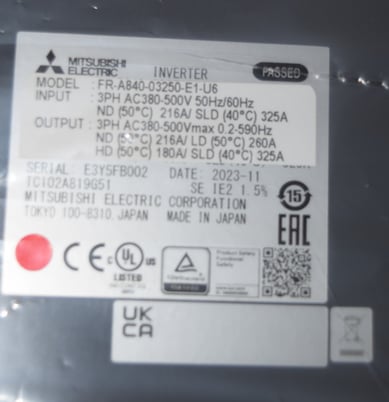 MITSUBISHI ELECTRIC INVERTER PASSED
MODEL : FR-A840-03250-E1-U6
INPUT : 3PH AC380-500V 50Hz/60Hz
ND (50°C) 216A/ SLD (40°C) 325A
OUTPUT : 3PH AC380-500Vmax 0.2-590Hz
ND (50°C) 216A/ LD (50°C) 260A
HD (50°C) 180A/ SLD (40°C) 325A
SERIAL: E3Y5FB002 DATE: 2023-11
TC102A819G51 SE IE2 1.5%
MITSUBISHI ELECTRIC CORPORATION
TOKYO 100-8310, JAPAN MADE IN JAPAN
15
EAC
CE c UL us
LISTED
Product Safety
UK
CA